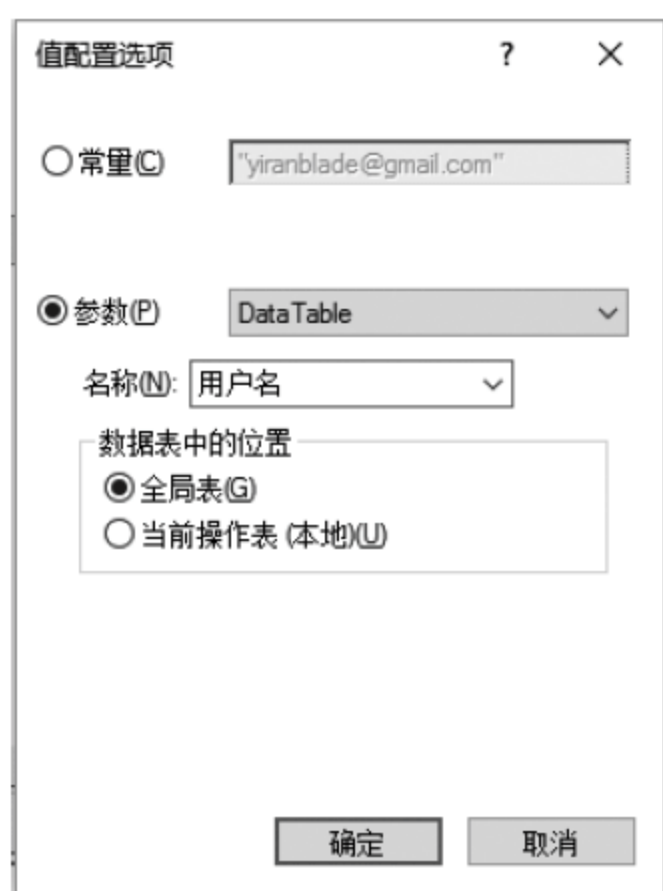 值配置选项 ?
常量(C) "yiranblade@gmail.com"
参数(P) DataTable
名称(N): 用户名
数据表中的位置
全局表(G)
当前操作表 (本地)(U)
确定 取消